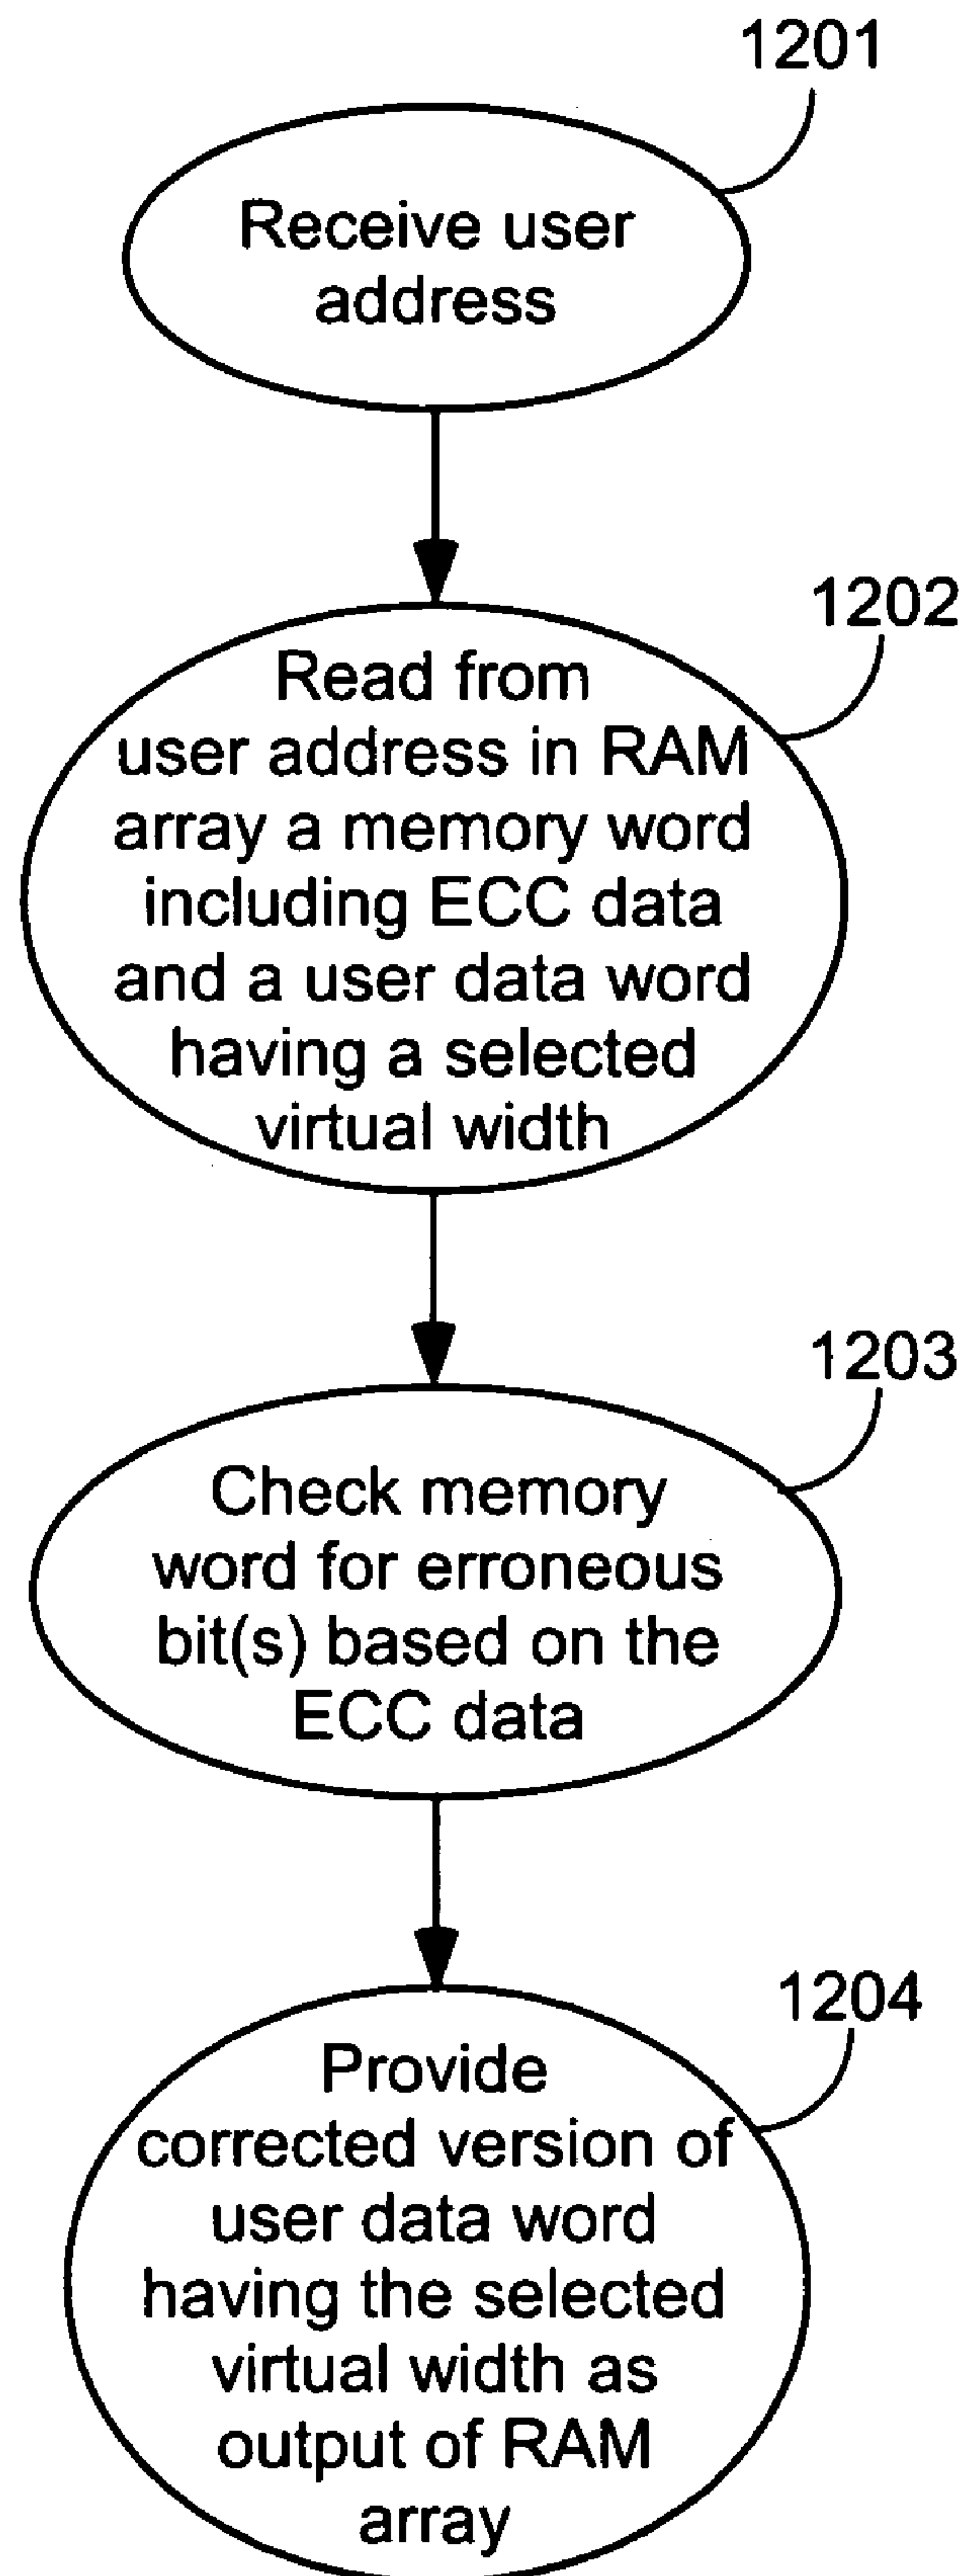 1201
Receive user
address
1202
Read from
user address in RAM
array a memory word
including ECC data
and a user data word
having a selected
virtual width
1203
Check memory
word for erroneous
bit(s) based on the
ECC data
1204
Provide
corrected version of
user data word
having the selected
virtual width as
output of RAM
array